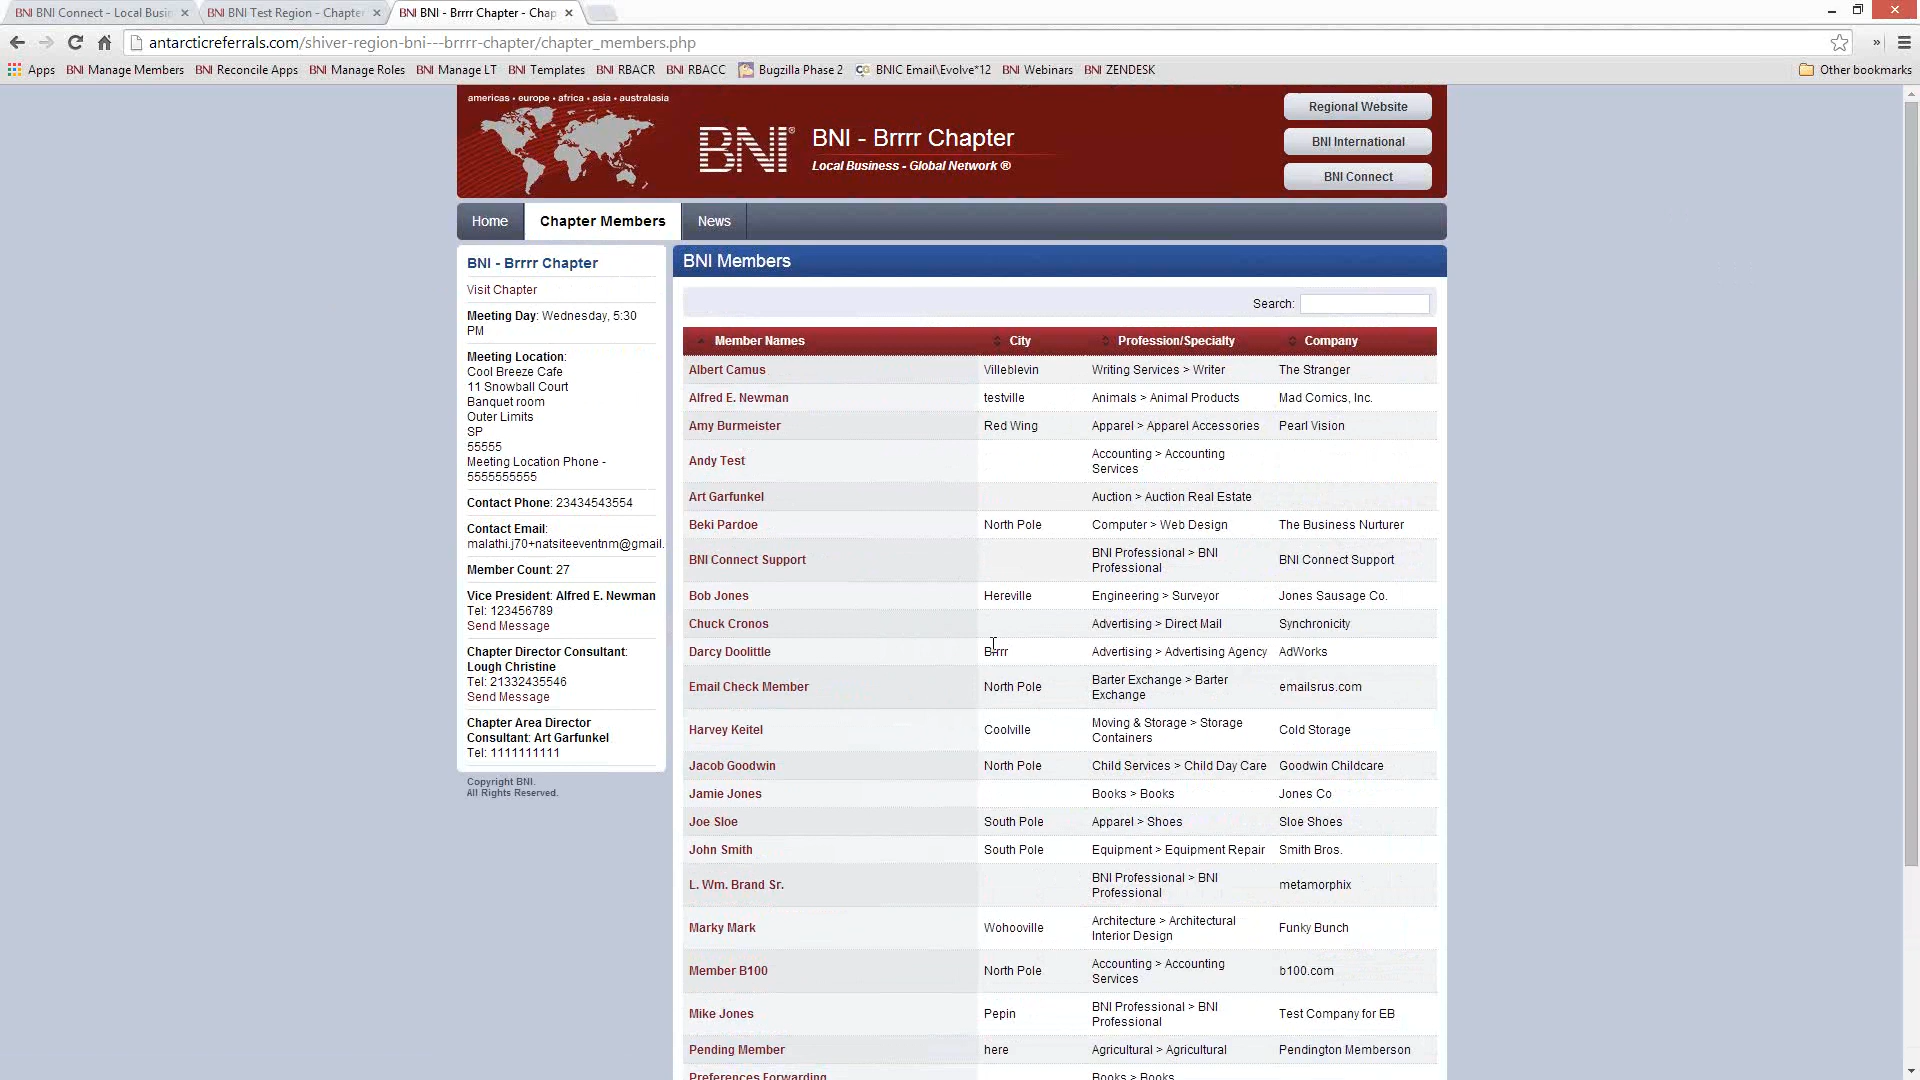 BNI BNI Connect - Local Busin
BNI BNI Test Region - Chapter
BNI BNI - Brrrr Chapter - Chap
antarcticreferrals.com/shiver-region-bni---brrrr-chapter/chapter_members.php
Apps BNI Manage Members BNI Reconcile Apps BNI Manage Roles BNI Manage LT BNI Templates BNI RBACR BNI RBACC Bugzilla Phase 2 BNIC Email\Evolve*12 BNI Webinars BNI ZENDESK Other bookmarks
americas • europe • africa • asia • australasia
BNI®
BNI - Brrrr Chapter
Local Business - Global Network ®
Regional Website
BNI International
BNI Connect
Home Chapter Members News
BNI - Brrrr Chapter
Visit Chapter
Meeting Day: Wednesday, 5:30
PM
Meeting Location:
Cool Breeze Cafe
11 Snowball Court
Banquet room
Outer Limits
SP
55555
Meeting Location Phone -
5555555555
Contact Phone: 23434543554
Contact Email:
malathi.j70+natsiteeventnm@gmail.
Member Count: 27
Vice President: Alfred E. Newman
Tel: 123456789
Send Message
Chapter Director Consultant:
Lough Christine
Tel: 21332435546
Send Message
Chapter Area Director
Consultant: Art Garfunkel
Tel: 1111111111
Copyright BNI.
All Rights Reserved.
BNI Members
Search:
Member Names City Profession/Specialty Company
Albert Camus Villeblevin Writing Services > Writer The Stranger
Alfred E. Newman testville Animals > Animal Products Mad Comics, Inc.
Amy Burmeister Red Wing Apparel > Apparel Accessories Pearl Vision
Andy Test Accounting > Accounting
Services
Art Garfunkel Auction > Auction Real Estate
Beki Pardoe North Pole Computer > Web Design The Business Nurturer
BNI Connect Support BNI Professional > BNI
Professional BNI Connect Support
Bob Jones Hereville Engineering > Surveyor Jones Sausage Co.
Chuck Cronos Advertising > Direct Mail Synchronicity
Darcy Doolittle Brrrr Advertising > Advertising Agency AdWorks
Email Check Member North Pole Barter Exchange > Barter
Exchange emailsrus.com
Harvey Keitel Coolville Moving & Storage > Storage
Containers Cold Storage
Jacob Goodwin North Pole Child Services > Child Day Care Goodwin Childcare
Jamie Jones Books > Books Jones Co
Joe Sloe South Pole Apparel > Shoes Sloe Shoes
John Smith South Pole Equipment > Equipment Repair Smith Bros.
L. Wm. Brand Sr. BNI Professional > BNI
Professional metamorphix
Marky Mark Wohooville Architecture > Architectural
Interior Design Funky Bunch
Member B100 North Pole Accounting > Accounting
Services b100.com
Mike Jones Pepin BNI Professional > BNI
Professional Test Company for EB
Pending Member here Agricultural > Agricultural Pendington Memberson
Preferences Forwarding Books > Books